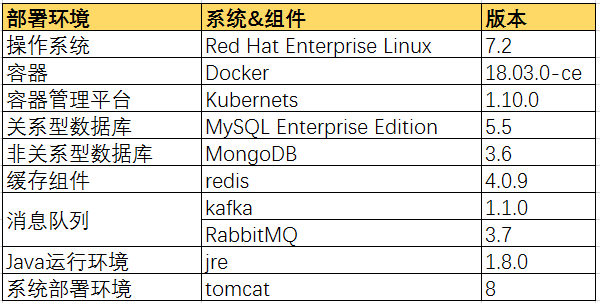 部署环境 系统&组件 版本
操作系统 Red Hat Enterprise Linux 7.2
容器 Docker 18.03.0-ce
容器管理平台 Kubernets 1.10.0
关系型数据库 MySQL Enterprise Edition 5.5
非关系型数据库 MongoDB 3.6
缓存组件 redis 4.0.9
消息队列 kafka 1.1.0
RabbitMQ 3.7
Java运行环境 jre 1.8.0
系统部署环境 tomcat 8